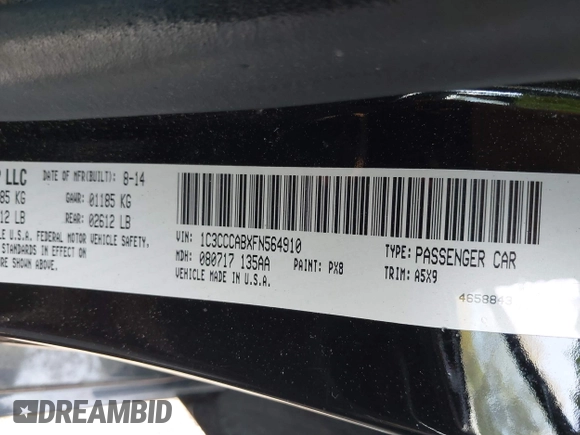 LLC DATE OF MFR(BUILT): 8-14
85 KG GAWR: 01185 KG
12 LB REAR: 02612 LB
LE U.S.A. FEDERAL MOTOR VEHICLE SAFETY,
STANDARDS IN EFFECT ON
SHOWN ABOVE.
VIN: 1C3CCCABXFN564910
TYPE: PASSENGER CAR
MDH: 080717 135AA PAINT: PX8
TRIM: A5X9
VEHICLE MADE IN U.S.A.
4658843
DREAMBID